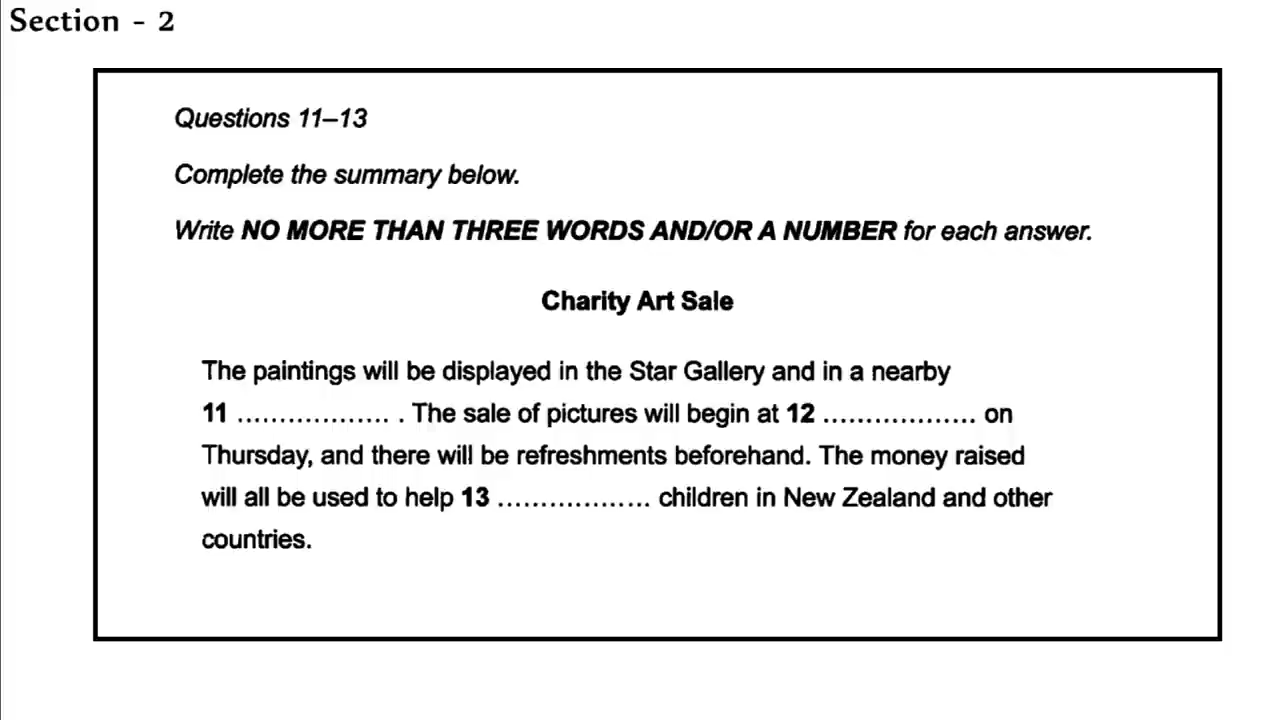 Section - 2
Questions 11–13
Complete the summary below.
Write NO MORE THAN THREE WORDS AND/OR A NUMBER for each answer.
Charity Art Sale
The paintings will be displayed in the Star Gallery and in a nearby
11 .................. . The sale of pictures will begin at 12 .................. on
Thursday, and there will be refreshments beforehand. The money raised
will all be used to help 13 .................. children in New Zealand and other
countries.